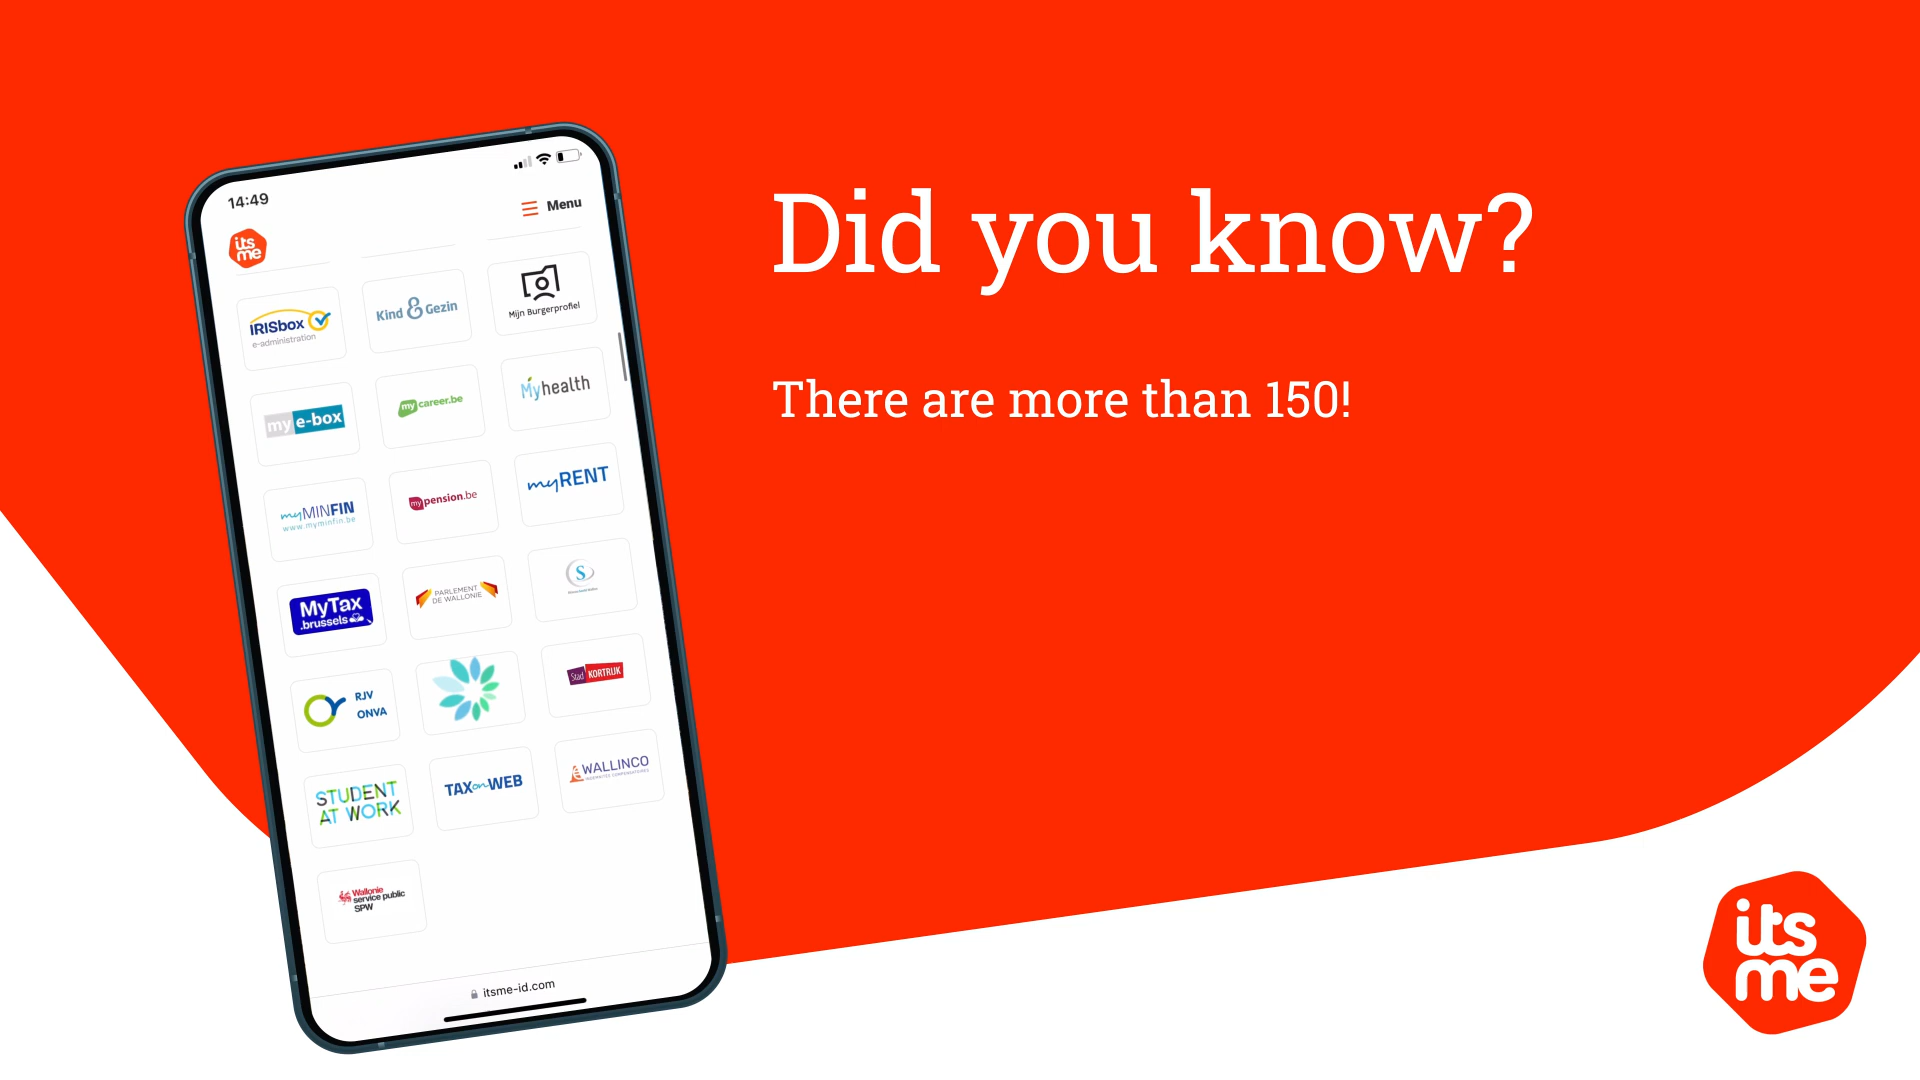 Did you know?
There are more than 150!
14:49
Menu
its
me
IRISbox
e-administration
Kind & Gezin
Mijn Burgerprofiel
my e-box
my career.be
Myhealth
myMINFIN
www.myminfin.be
my pension.be
myRENT
MyTax
.brussels
PARLEMENT
DE WALLONIE
S
RJV
ONVA
Stad KORTRIJK
STUDENT
AT WORK
TAX on WEB
WALLINCO
Wallonie
service public
SPW
itsme-id.com
its
me